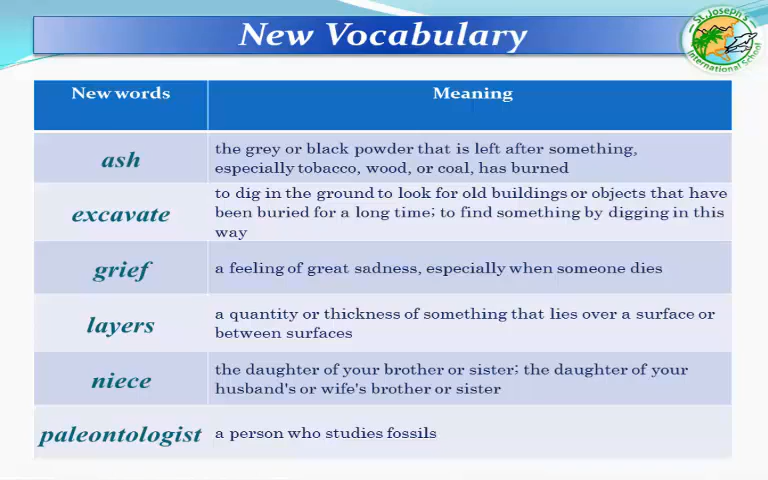 New Vocabulary
St. Joseph's
International School
New words
Meaning
ash
the grey or black powder that is left after something,
especially tobacco, wood, or coal, has burned
excavate
to dig in the ground to look for old buildings or objects that have
been buried for a long time; to find something by digging in this
way
grief
a feeling of great sadness, especially when someone dies
layers
a quantity or thickness of something that lies over a surface or
between surfaces
niece
the daughter of your brother or sister; the daughter of your
husband's or wife's brother or sister
paleontologist
a person who studies fossils